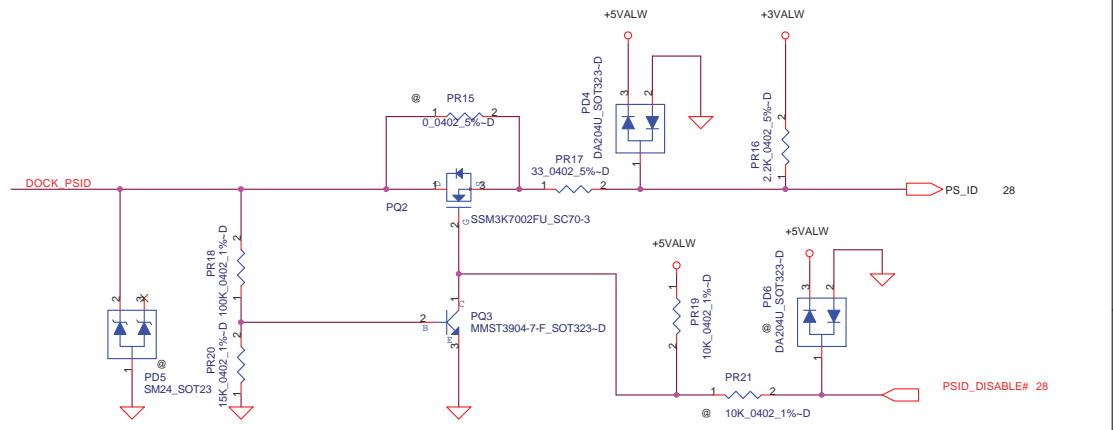 +5VALW
+3VALW
@
PR15
1
2
0_0402_5%~D
3
2
PD4
DA204U_SOT323~D
1
PR16
2.2K_0402_5%~D
2
1
PR17
33_0402_5%~D
1
2
DOCK_PSID
1
D
S
3
PS_ID
28
PQ2
G
2
SSM3K7002FU_SC70-3
2
PR18
100K_0402_1%~D
1
+5VALW
+5VALW
2
3
1
PD5
SM24_SOT23
@
2
PR20
15K_0402_1%~D
1
2
B
1
C
PQ3
MMST3904-7-F_SOT323~D
E
3
1
PR19
10K_0402_1%~D
2
3
2
@
PD6
DA204U_SOT323~D
1
PR21
1
2
@
10K_0402_1%~D
PSID_DISABLE#
28